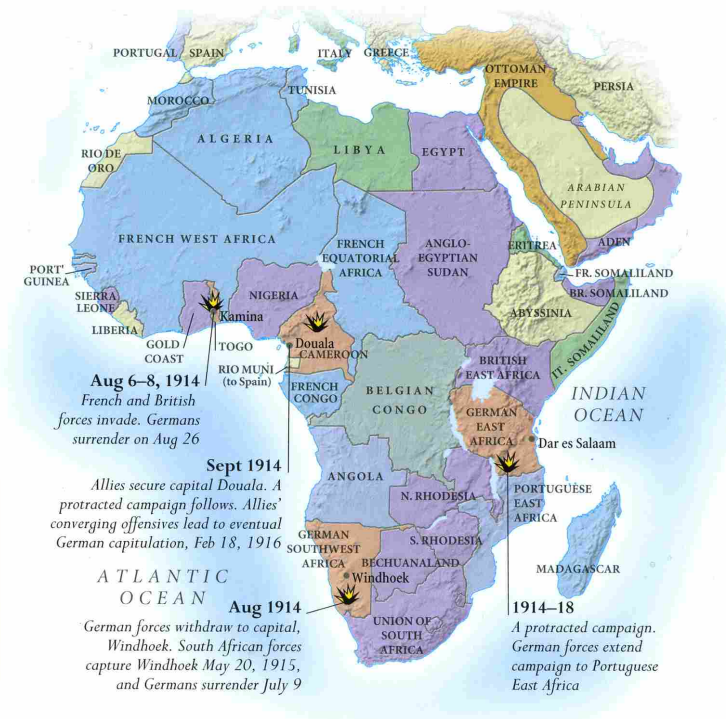 PORTUGAL
SPAIN
ITALY
GREECE
OTTOMAN
EMPIRE
PERSIA
MOROCCO
TUNISIA
ALGERIA
LIBYA
EGYPT
RIO DE
ORO
ARABIAN
PENINSULA
FRENCH WEST AFRICA
FRENCH
EQUATORIAL
AFRICA
ANGLO-
EGYPTIAN
SUDAN
ERITREA
ADEN
PORT'
GUINEA
FR. SOMALILAND
BR. SOMALILAND
SIERRA
LEONE
NIGERIA
Kamina
ABYSSINIA
LIBERIA
GOLD
COAST
TOGO
Douala
CAMEROON
RIO MUNI
(to Spain)
BRITISH
EAST AFRICA
IT. SOMALILAND
Aug 6–8, 1914
French and British
forces invade. Germans
surrender on Aug 26
FRENCH
CONGO
BELGIAN
CONGO
INDIAN
OCEAN
GERMAN
EAST
AFRICA
Dar es Salaam
Sept 1914
Allies secure capital Douala. A
protracted campaign follows. Allies'
converging offensives lead to eventual
German capitulation, Feb 18, 1916
ANGOLA
N. RHODESIA
PORTUGUÈSE
EAST
AFRICA
GERMAN
SOUTHWEST
AFRICA
S. RHODESIA
BECHUANALAND
MADAGASCAR
Windhoek
ATLANTIC
OCEAN
Aug 1914
German forces withdraw to capital,
Windhoek. South African forces
capture Windhoek May 20, 1915,
and Germans surrender July 9
UNION OF
SOUTH
AFRICA
1914–18
A protracted campaign.
German forces extend
campaign to Portuguese
East Africa